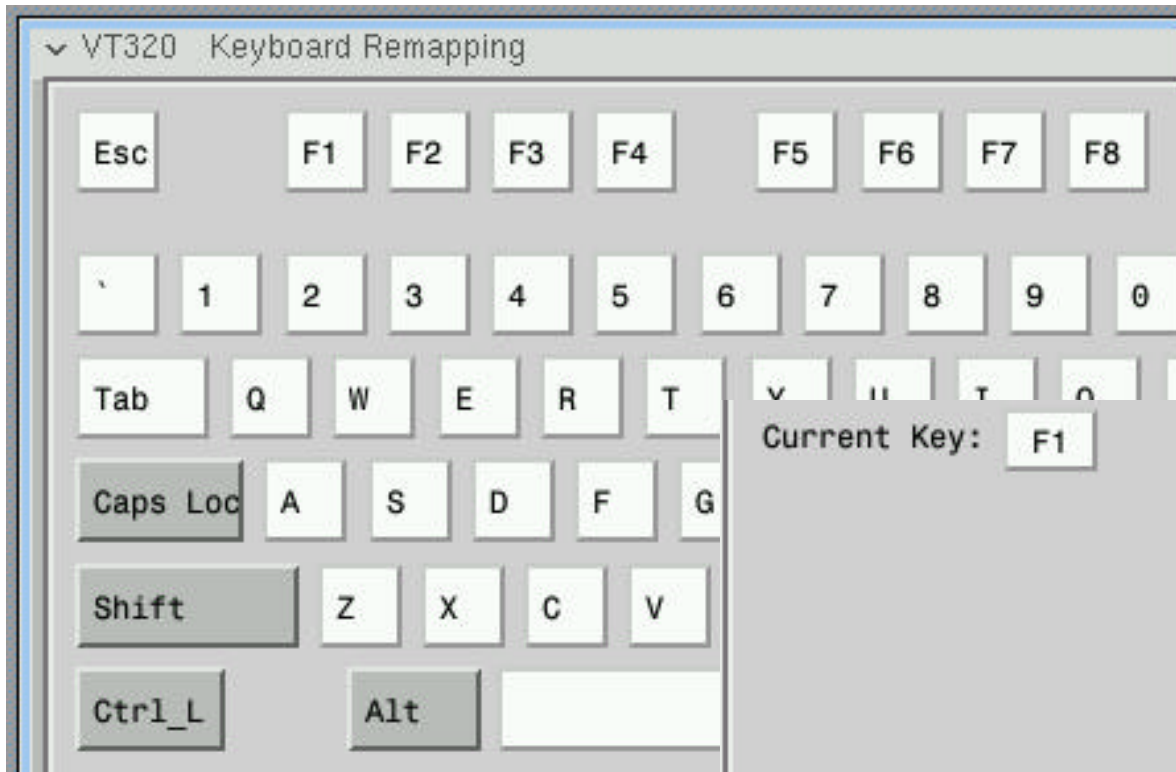 VT320 Keyboard Remapping
Esc F1 F2 F3 F4 F5 F6 F7 F8
` 1 2 3 4 5 6 7 8 9 0
Tab Q W E R T Y U I O
Caps Loc A S D F G
Shift Z X C V
Ctrl_L Alt
Current Key: F1